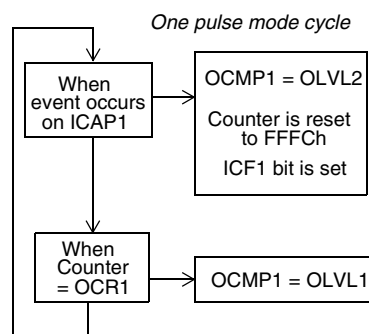 One pulse mode cycle
When
event occurs
on ICAP1
OCMP1 = OLVL2
Counter is reset
to FFFCh
ICF1 bit is set
When
Counter
= OCR1
OCMP1 = OLVL1